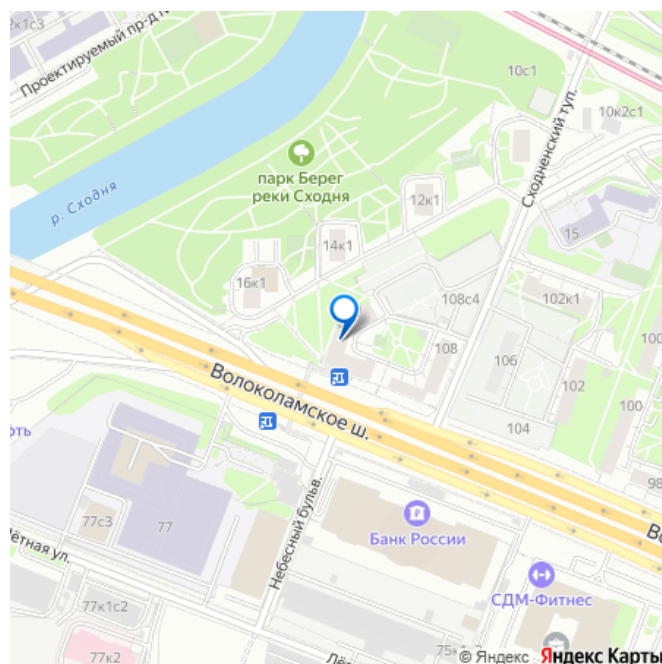 2к1с3
Проектируемый пр-д
10с1
10к2с1
Сходненский туп.
парк Берег
реки Сходня
р. Сходня
12к1
15
14к1
16к1
108с4
102к1
108
106
102
100
104
98
Волоколамское ш.
Небесный бульв.
77с3
77
Лётная ул.
Банк России
77к1с2
77к2
СДМ-Фитнес
© Яндекс Яндекс Карты